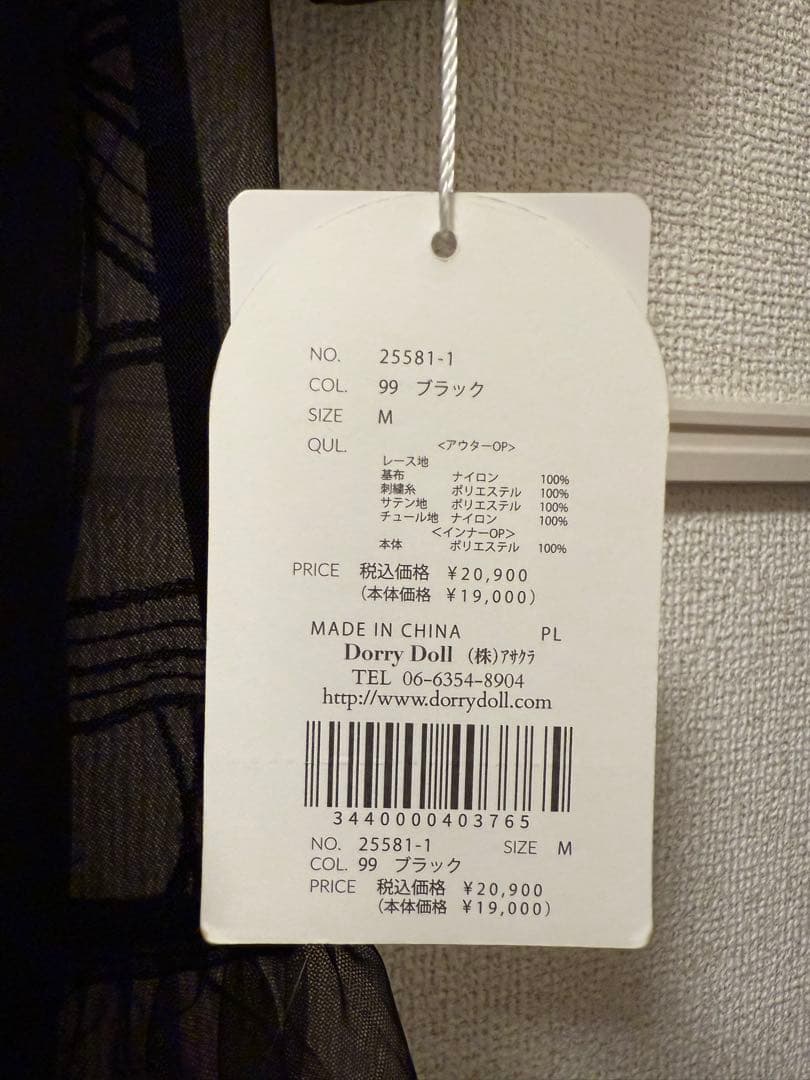 NO. 25581-1
COL. 99 ブラック
SIZE M
QUL. <アウターOP>
レース地
基布 ナイロン 100%
刺繍糸 ポリエステル 100%
サテン地 ポリエステル 100%
チュール地 ナイロン 100%
<インナーOP>
本体 ポリエステル 100%
PRICE 税込価格 ¥20,900
(本体価格 ¥19,000)
MADE IN CHINA PL
Dorry Doll (株)アサクラ
TEL 06-6354-8904
http://www.dorrydoll.com
3440000403765
NO. 25581-1 SIZE M
COL. 99 ブラック
PRICE 税込価格 ¥20,900
(本体価格 ¥19,000)